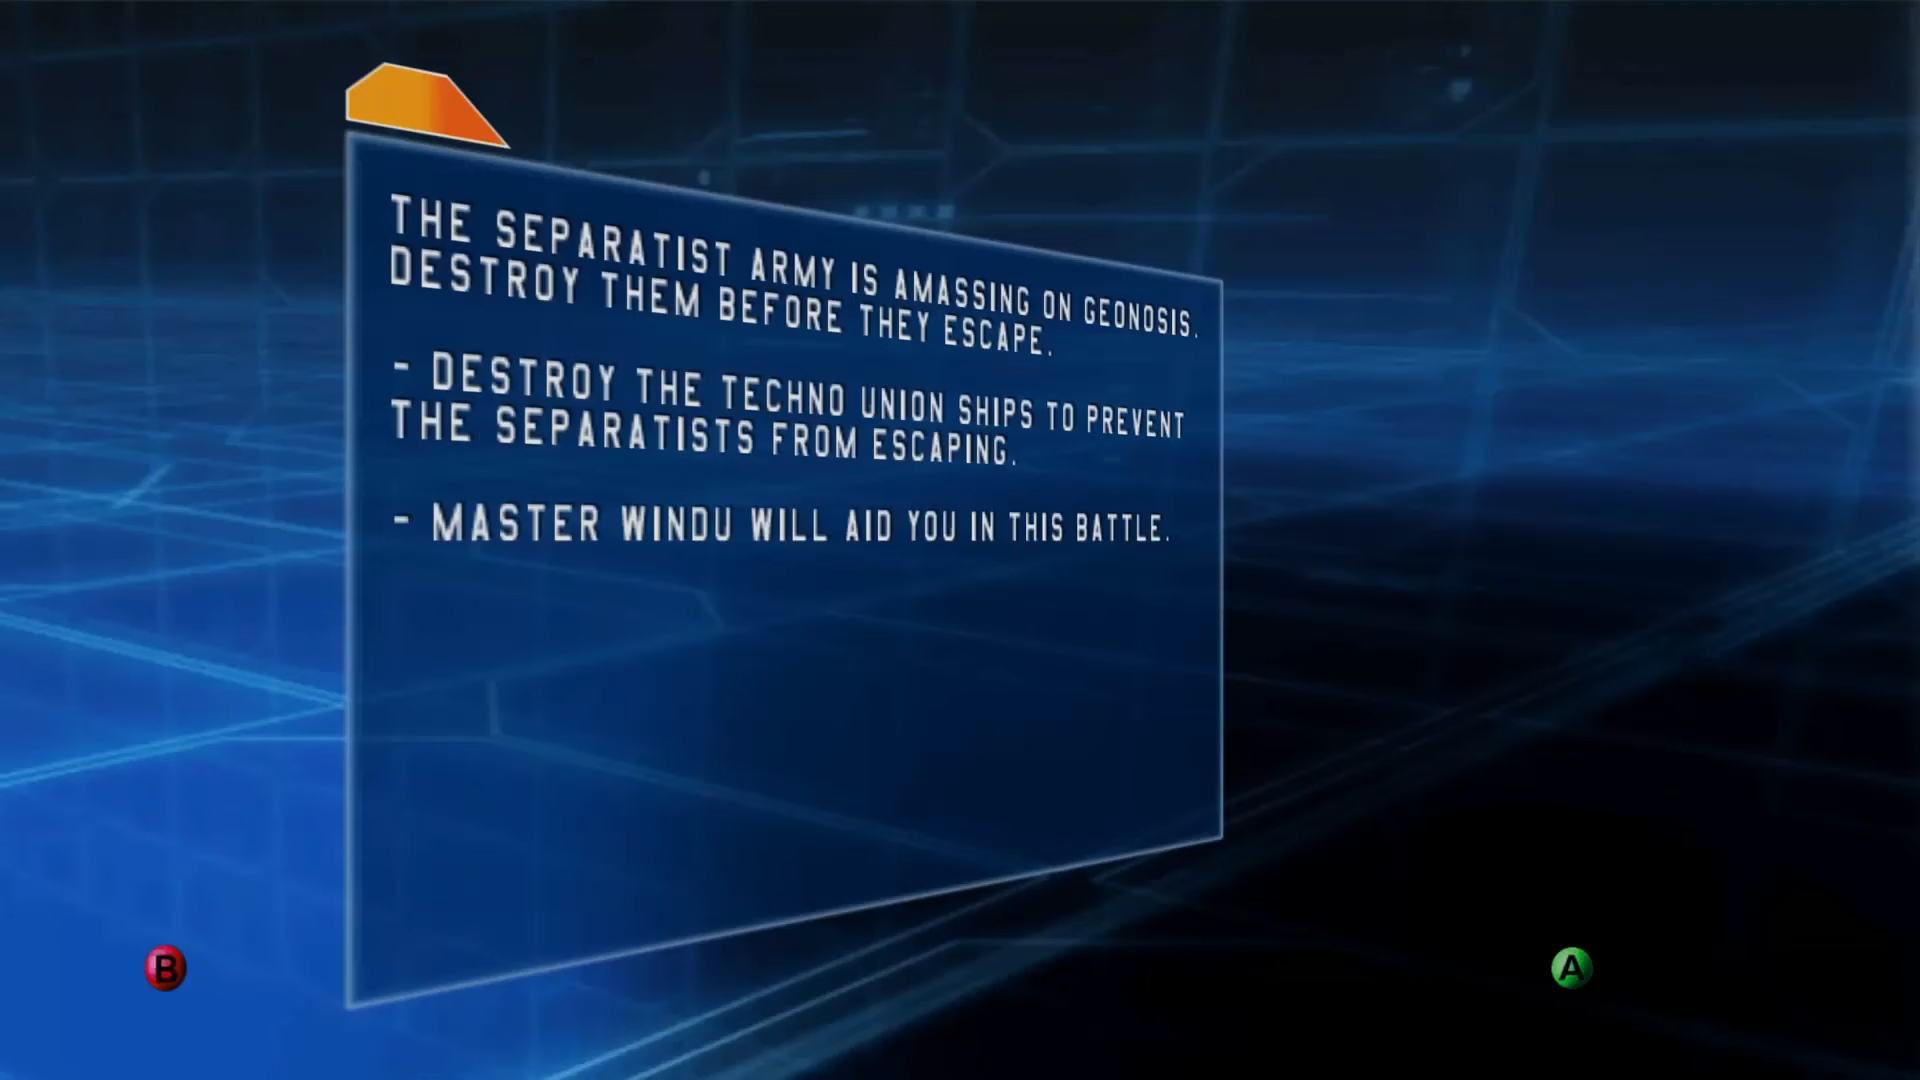 THE SEPARATIST ARMY IS AMASSING ON GEONOSIS.
DESTROY THEM BEFORE THEY ESCAPE.
- DESTROY THE TECHNO UNION SHIPS TO PREVENT
THE SEPARATISTS FROM ESCAPING.
- MASTER WINDU WILL AID YOU IN THIS BATTLE.
B
A